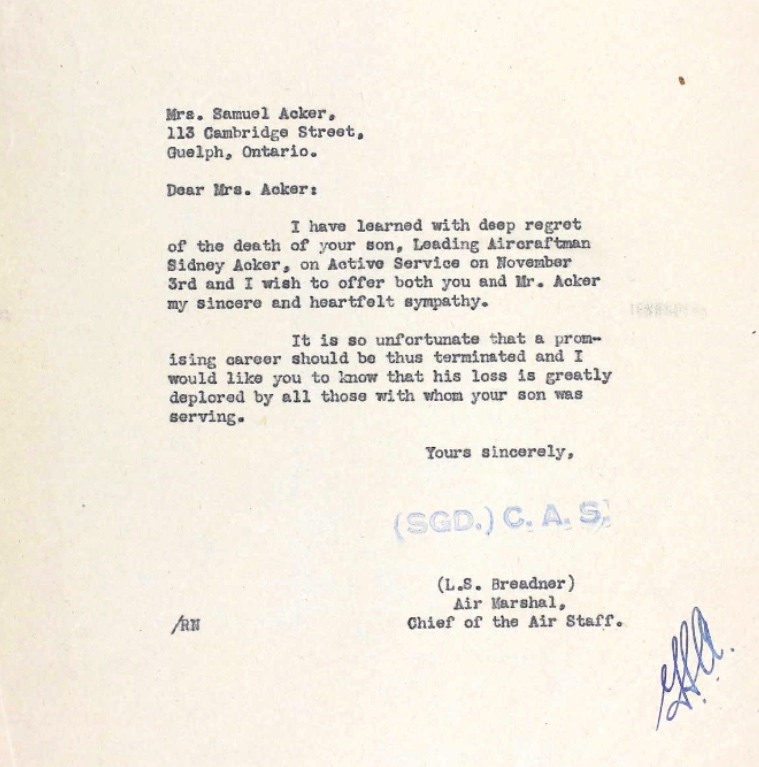 Mrs. Samuel Acker,
113 Cambridge Street,
Guelph, Ontario.
Dear Mrs. Acker:
I have learned with deep regret
of the death of your son, Leading Aircraftman
Sidney Acker, on Active Service on November
3rd and I wish to offer both you and Mr. Acker
my sincere and heartfelt sympathy.
It is so unfortunate that a prom-
ising career should be thus terminated and I
would like you to know that his loss is greatly
deplored by all those with whom your son was
serving.
Yours sincerely,
(SGD.) C. A. S.
(L.S. Breadner)
Air Marshal,
/RN Chief of the Air Staff.